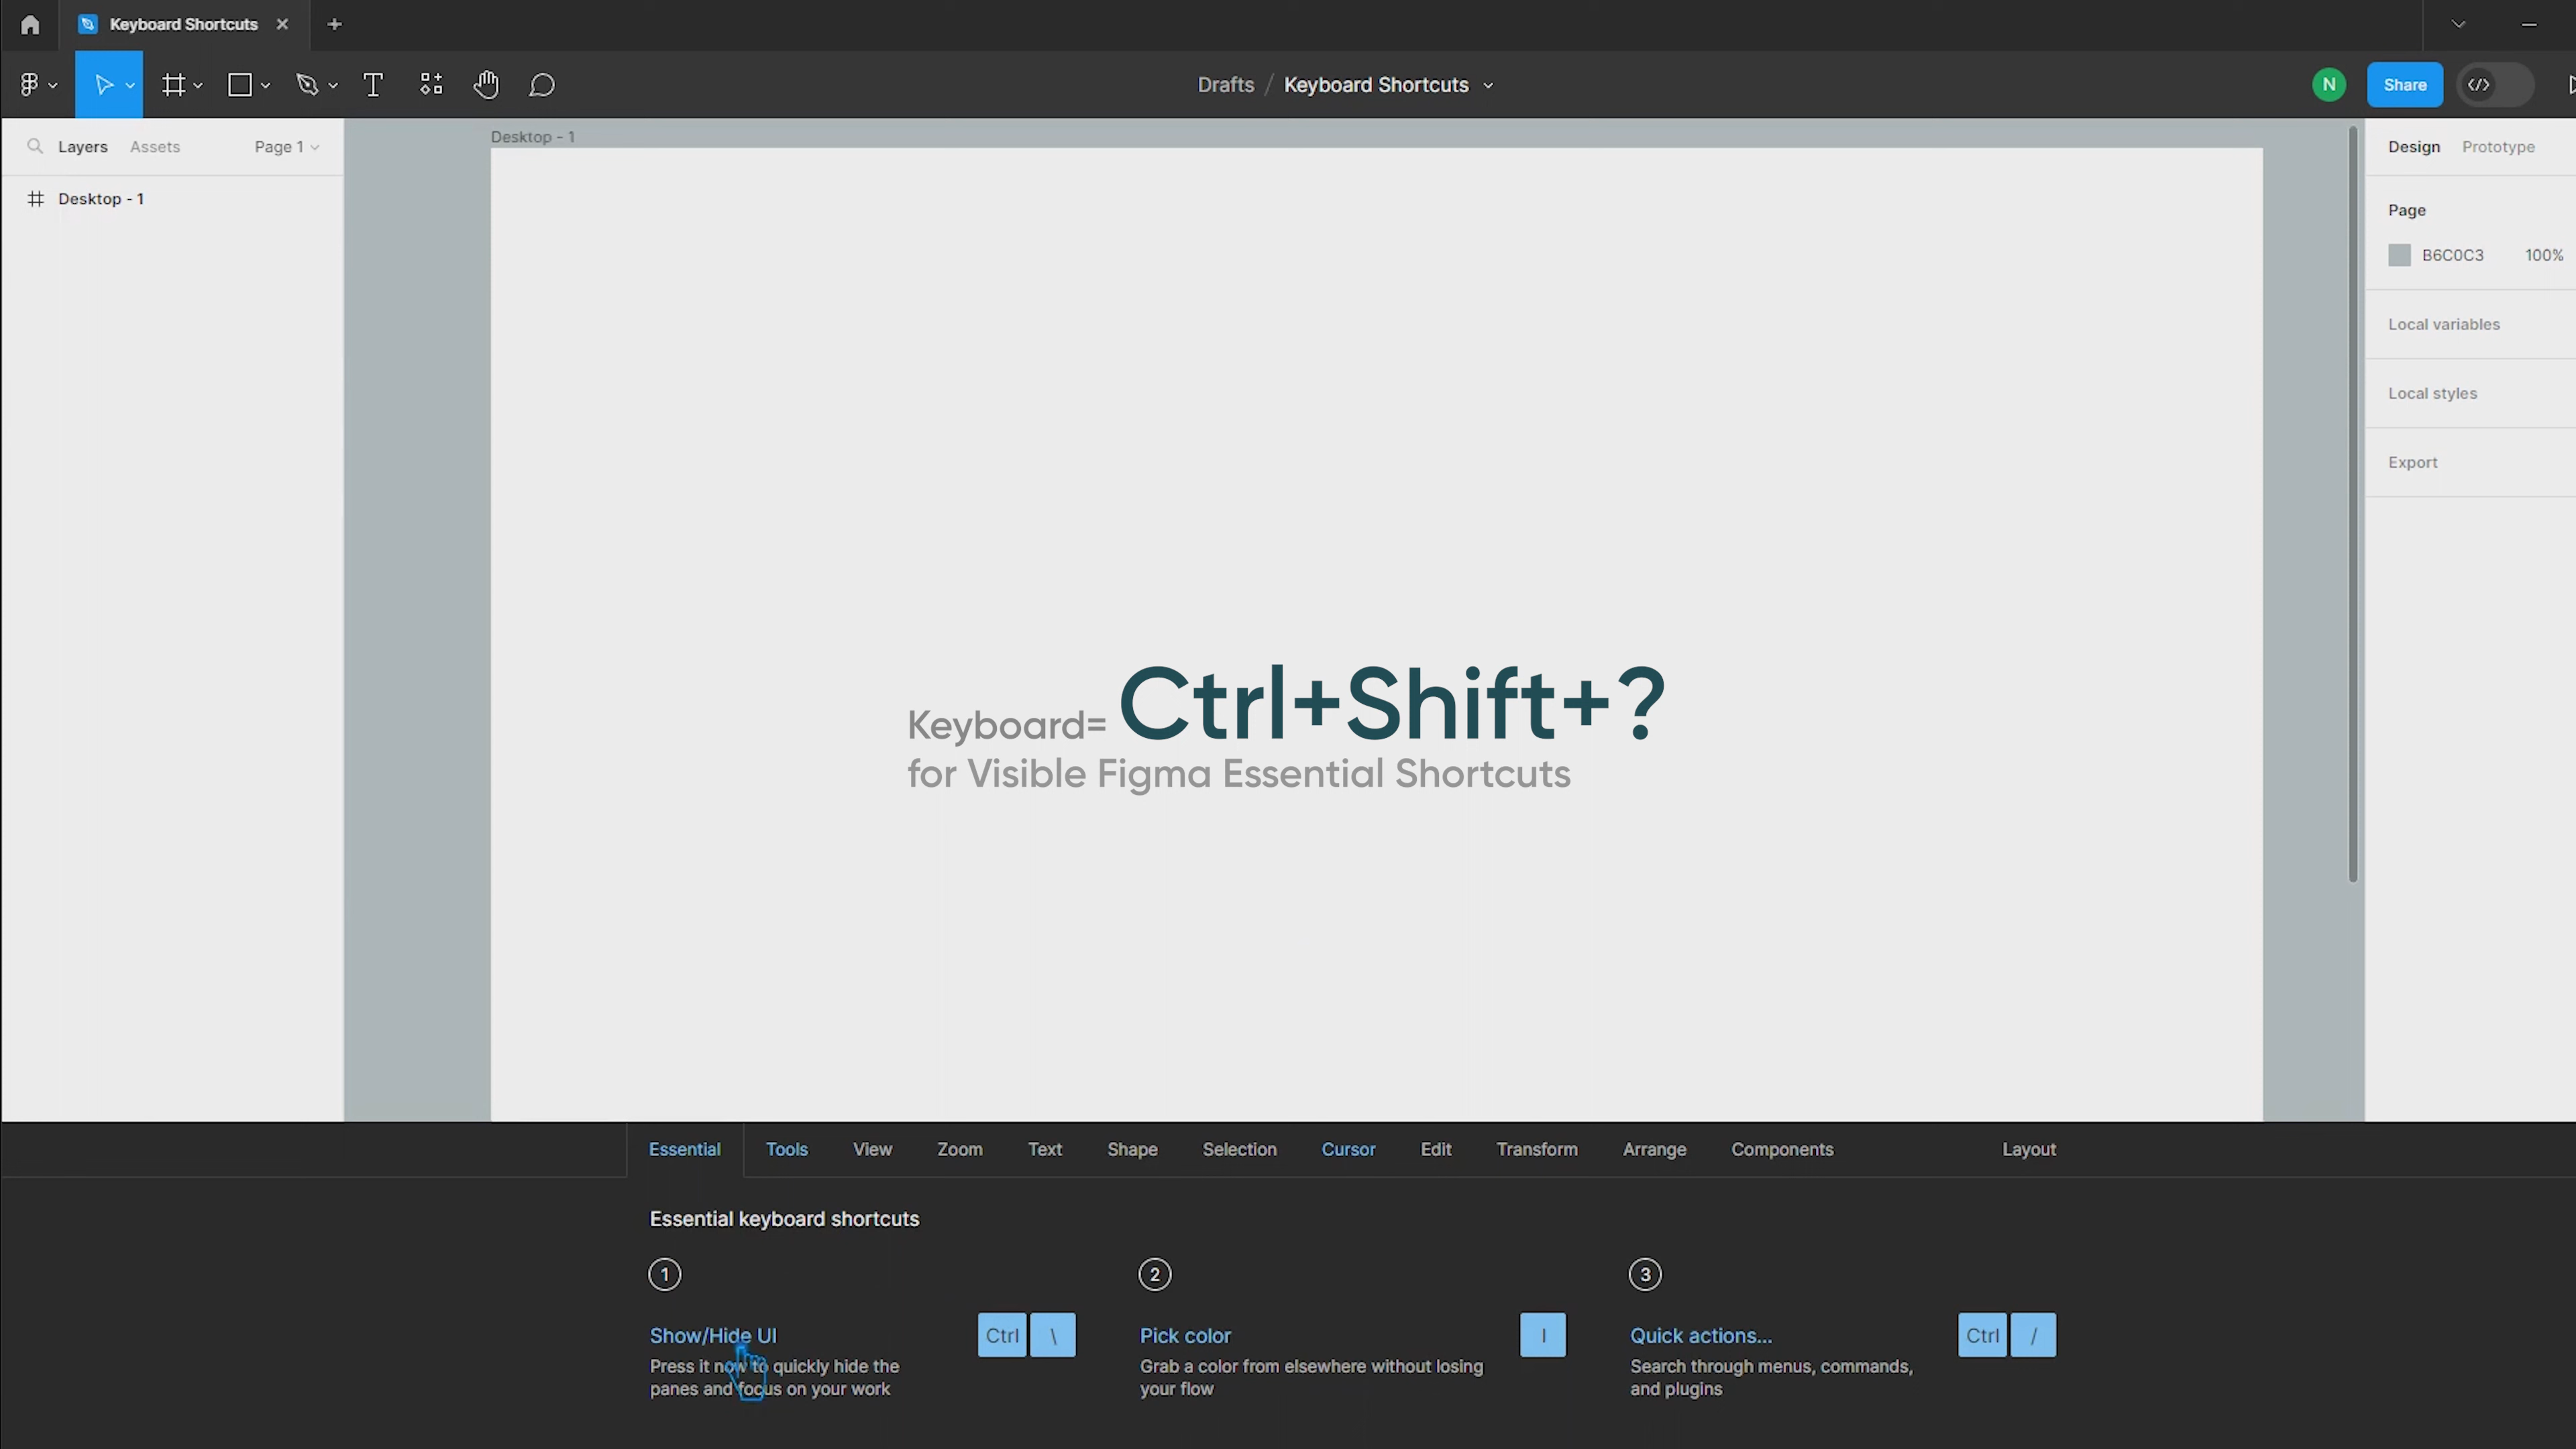 Keyboard Shortcuts
Drafts / Keyboard Shortcuts
N
Share
Layers Assets Page 1
Desktop - 1
Desktop - 1
Design Prototype
Page
B6C0C3 100%
Local variables
Local styles
Export
Keyboard= Ctrl+Shift+?
for Visible Figma Essential Shortcuts
Essential Tools View Zoom Text Shape Selection Cursor Edit Transform Arrange Components Layout
Essential keyboard shortcuts
1
Show/Hide UI Ctrl \
Press it now to quickly hide the
panes and focus on your work
2
Pick color I
Grab a color from elsewhere without losing
your flow
3
Quick actions... Ctrl /
Search through menus, commands,
and plugins